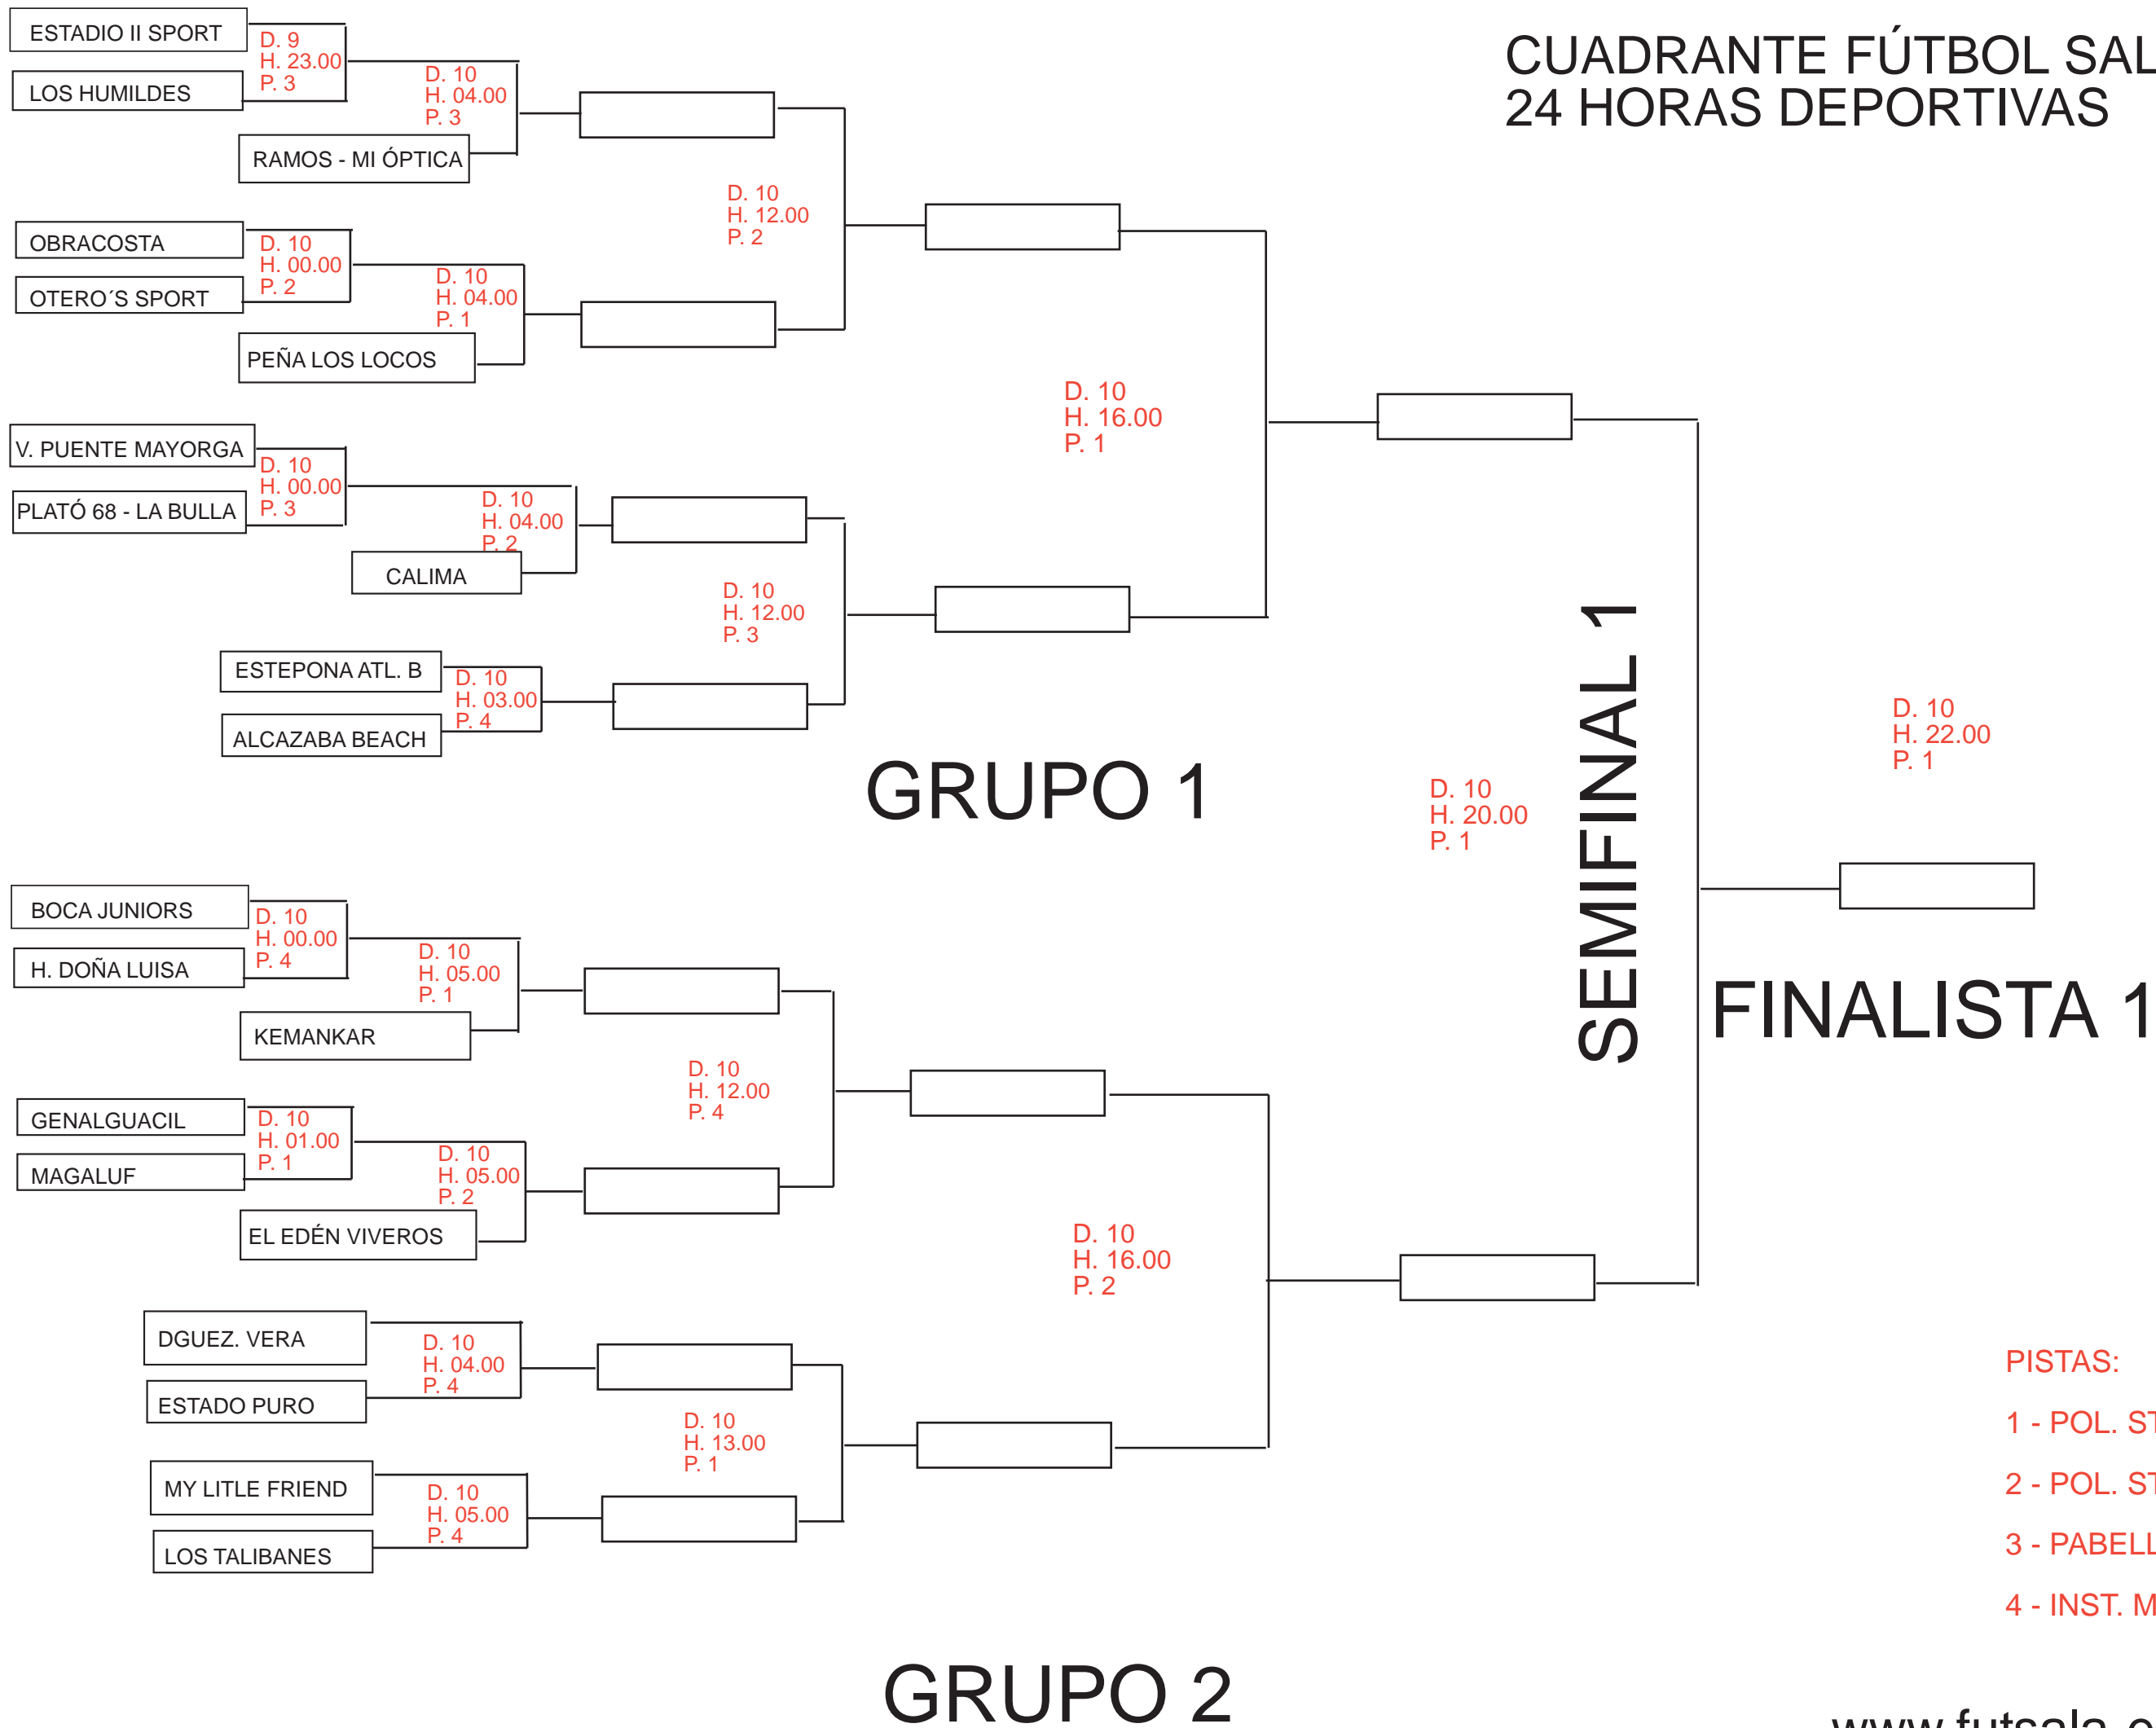 CUADRANTE FÚTBOL SAL
24 HORAS DEPORTIVAS
ESTADIO II SPORT
D. 9
H. 23.00
P. 3
LOS HUMILDES
D. 10
H. 04.00
P. 3
RAMOS - MI ÓPTICA
D. 10
H. 12.00
P. 2
OBRACOSTA
D. 10
H. 00.00
P. 2
OTERO´S SPORT
D. 10
H. 04.00
P. 1
PEÑA LOS LOCOS
D. 10
H. 16.00
P. 1
V. PUENTE MAYORGA
D. 10
H. 00.00
P. 3
PLATÓ 68 - LA BULLA
D. 10
H. 04.00
P. 2
CALIMA
D. 10
H. 12.00
P. 3
ESTEPONA ATL. B
D. 10
H. 03.00
P. 4
ALCAZABA BEACH
GRUPO 1
D. 10
H. 20.00
P. 1
SEMIFINAL 1
D. 10
H. 22.00
P. 1
FINALISTA 1
BOCA JUNIORS
D. 10
H. 00.00
P. 4
H. DOÑA LUISA
D. 10
H. 05.00
P. 1
KEMANKAR
D. 10
H. 12.00
P. 4
GENALGUACIL
D. 10
H. 01.00
P. 1
MAGALUF
D. 10
H. 05.00
P. 2
EL EDÉN VIVEROS
D. 10
H. 16.00
P. 2
DGUEZ. VERA
D. 10
H. 04.00
P. 4
ESTADO PURO
D. 10
H. 13.00
P. 1
MY LITLE FRIEND
D. 10
H. 05.00
P. 4
LOS TALIBANES
GRUPO 2
PISTAS:
1 - POL. ST
2 - POL. ST
3 - PABELL
4 - INST. M
www.futsala-e